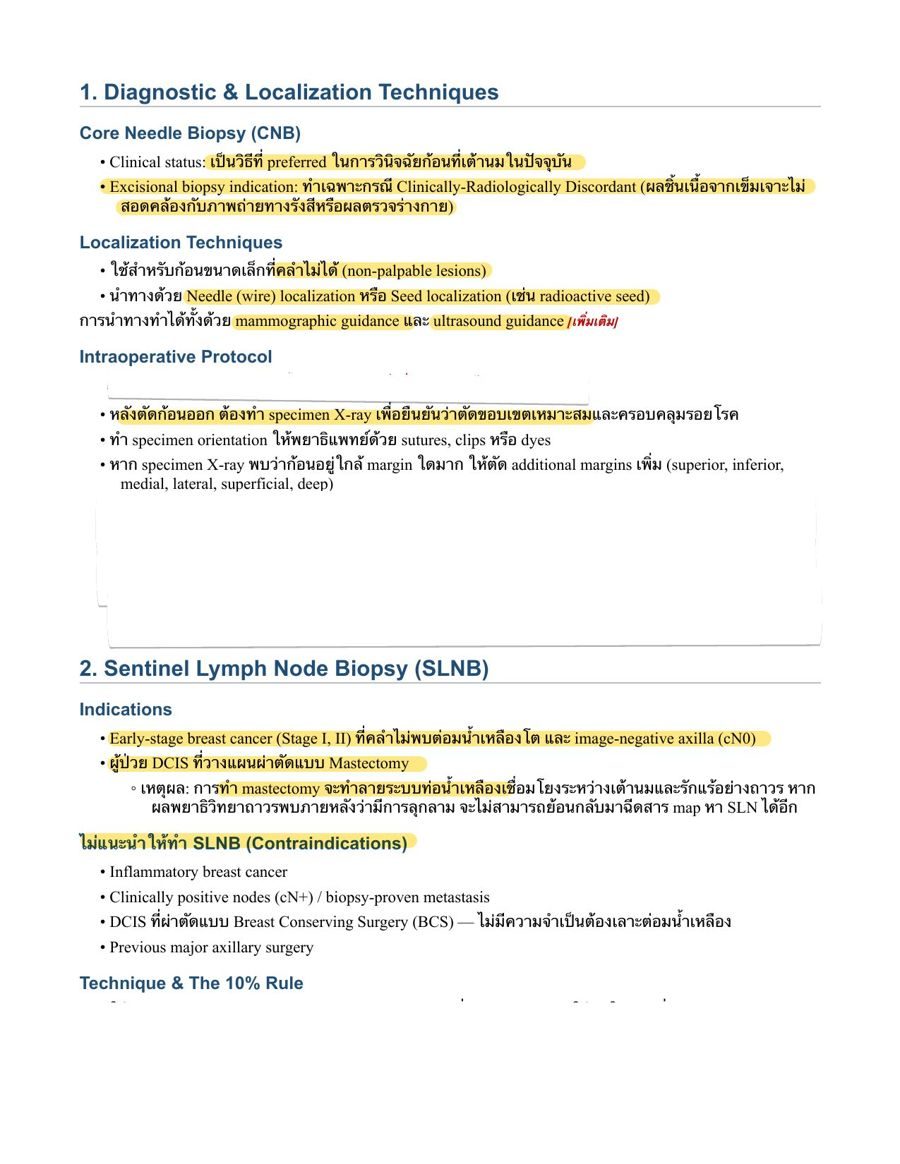 1. Diagnostic & Localization Techniques
Core Needle Biopsy (CNB)
• Clinical status: เป็นวิธีที่ preferred ในการวินิจฉัยก้อนที่เต้านมในปัจจุบัน
• Excisional biopsy indication: ทำเฉพาะกรณี Clinically-Radiologically Discordant (ผลชิ้นเนื้อจากเข็มเจาะไม่
สอดคล้องกับภาพถ่ายทางรังสีหรือผลตรวจร่างกาย)
Localization Techniques
• ใช้สำหรับก้อนขนาดเล็กที่คลำไม่ได้ (non-palpable lesions)
• นำทางด้วย Needle (wire) localization หรือ Seed localization (เช่น radioactive seed)
การนำทางทำได้ทั้งด้วย mammographic guidance และ ultrasound guidance [เพิ่มเติม]
Intraoperative Protocol
• หลังตัดก้อนออก ต้องทำ specimen X-ray เพื่อยืนยันว่าตัดขอบเขตเหมาะสมและครอบคลุมรอยโรค
• ทำ specimen orientation ให้พยาธิแพทย์ด้วย sutures, clips หรือ dyes
• หาก specimen X-ray พบว่าก้อนอยู่ใกล้ margin ใดมาก ให้ตัด additional margins เพิ่ม (superior, inferior,
medial, lateral, superficial, deep)
2. Sentinel Lymph Node Biopsy (SLNB)
Indications
• Early-stage breast cancer (Stage I, II) ที่คลำไม่พบต่อมน้ำเหลืองโต และ image-negative axilla (cN0)
• ผู้ป่วย DCIS ที่วางแผนผ่าตัดแบบ Mastectomy
◦ เหตุผล: การทำ mastectomy จะทำลายระบบท่อน้ำเหลืองเชื่อมโยงระหว่างเต้านมและรักแร้อย่างถาวร หาก
ผลพยาธิวิทยาถาวรพบภายหลังว่ามีการลุกลาม จะไม่สามารถย้อนกลับมาฉีดสาร map หา SLN ได้อีก
ไม่แนะนำให้ทำ SLNB (Contraindications)
• Inflammatory breast cancer
• Clinically positive nodes (cN+) / biopsy-proven metastasis
• DCIS ที่ผ่าตัดแบบ Breast Conserving Surgery (BCS) — ไม่มีความจำเป็นต้องเลาะต่อมน้ำเหลือง
• Previous major axillary surgery
Technique & The 10% Rule